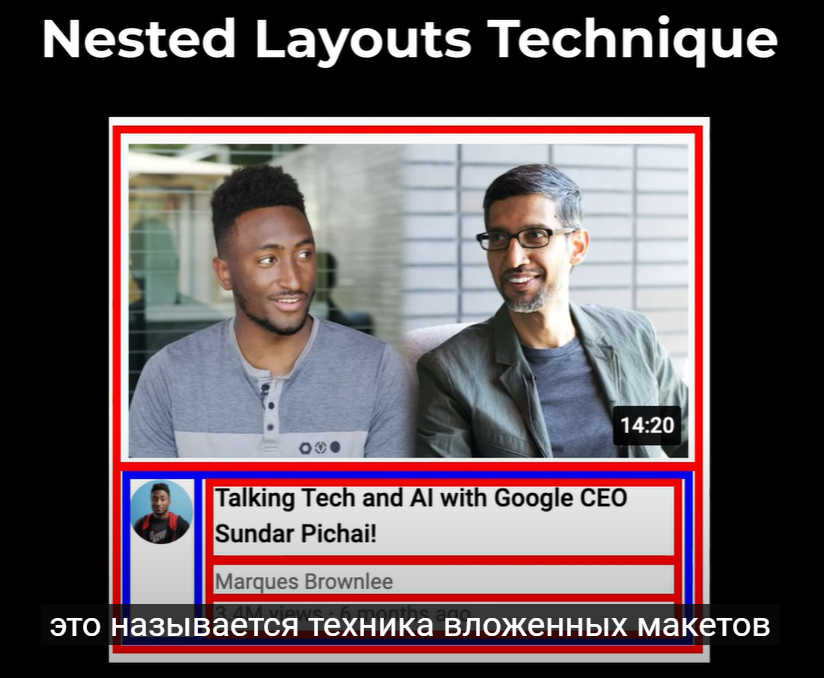 Nested Layouts Technique
14:20
Talking Tech and AI with Google CEO
Sundar Pichai!
Marques Brownlee
3.4M views · 6 months ago
это называется техника вложенных макетов